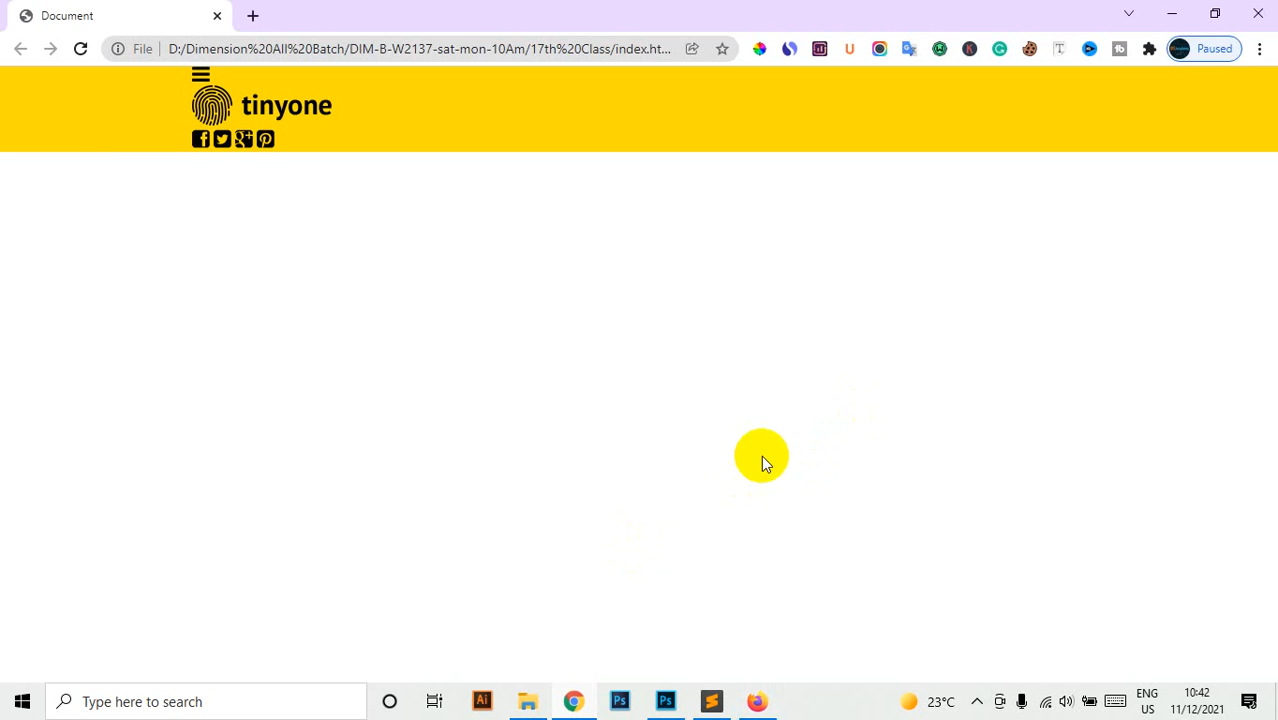 Document
File D:/Dimension%20All%20Batch/DIM-B-W2137-sat-mon-10Am/17th%20Class/index.ht...
Paused
tinyone
Type here to search
23°C
ENG
US
10:42
11/12/2021